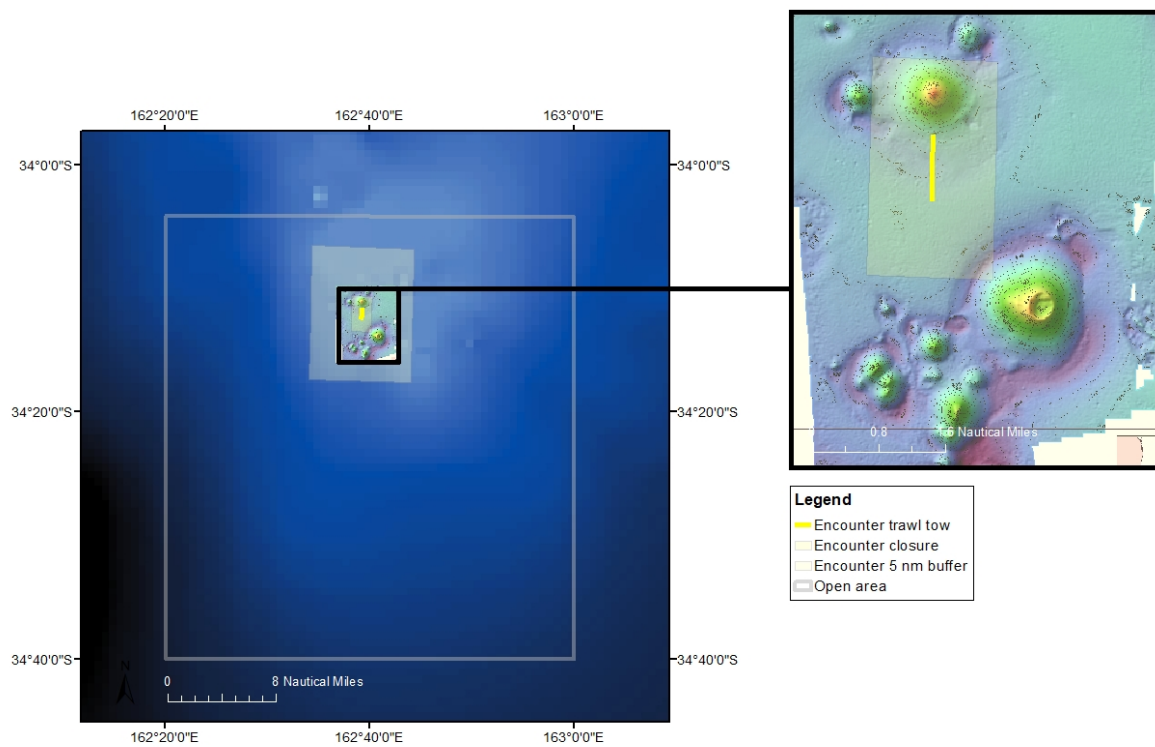 162°20'0"E 162°40'0"E 163°0'0"E
34°0'0"S 34°0'0"S
34°20'0"S 34°20'0"S
34°40'0"S 34°40'0"S
N
0 8 Nautical Miles
162°20'0"E 162°40'0"E 163°0'0"E
0.8 1.6 Nautical Miles
Legend
Encounter trawl tow
Encounter closure
Encounter 5 nm buffer
Open area